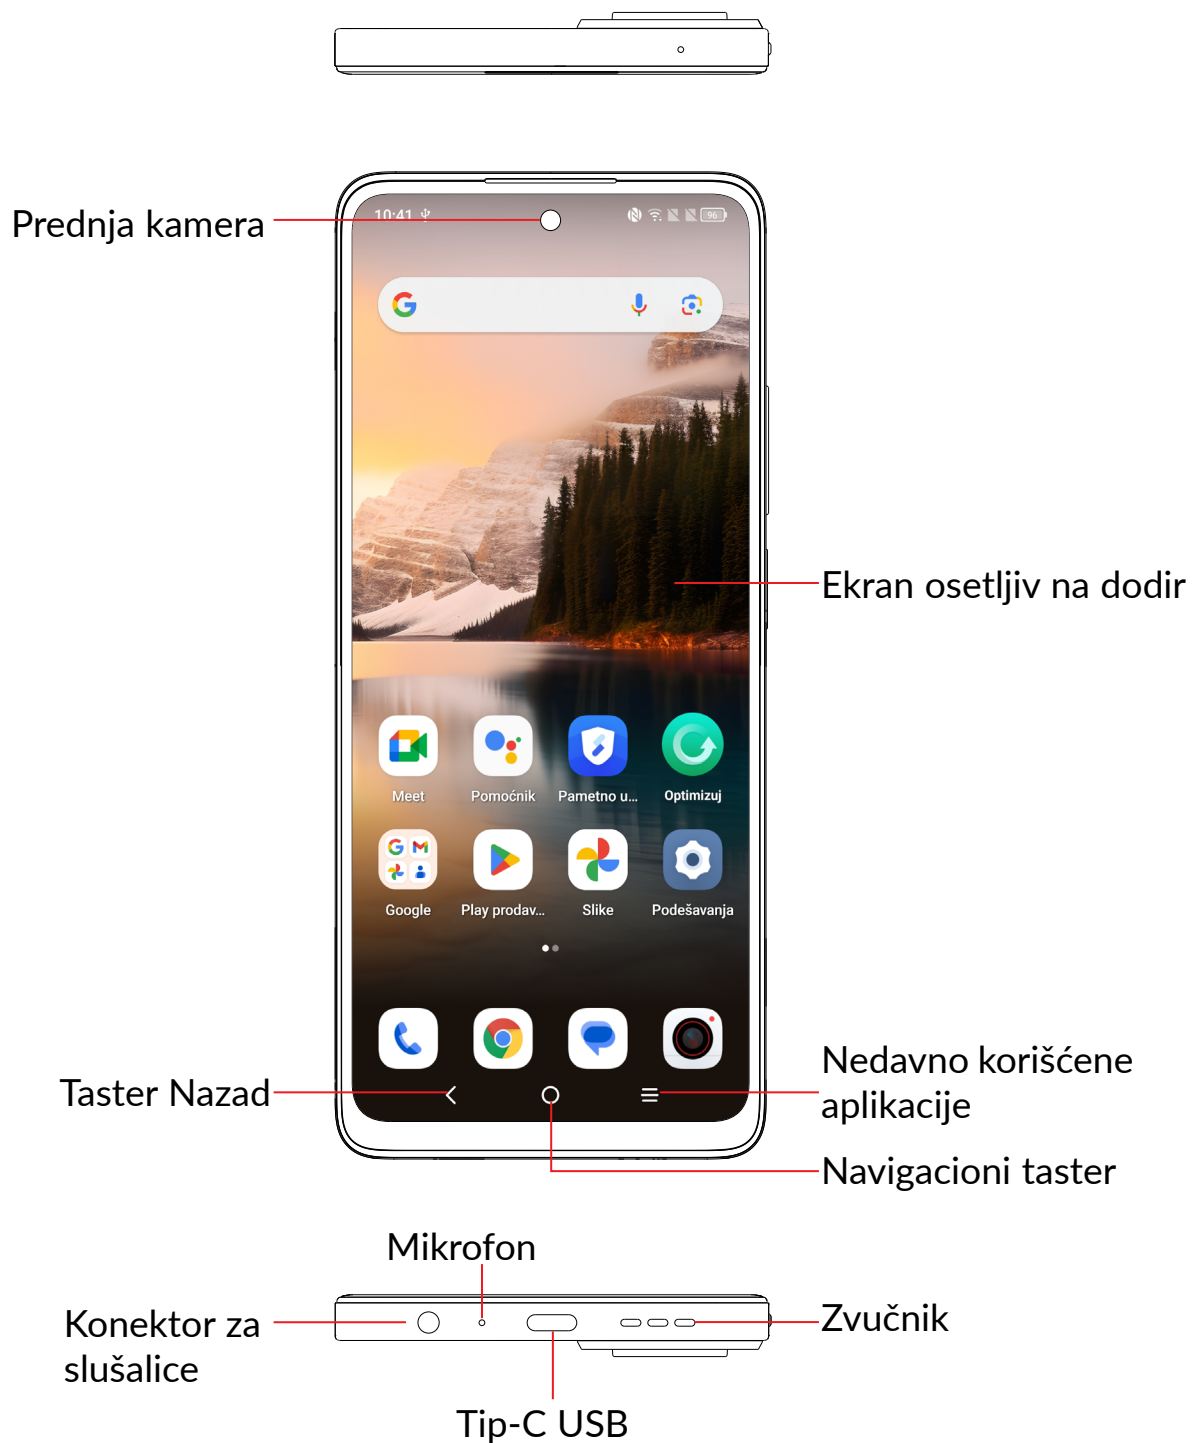 Prednja kamera
10:41
96
Ekran osetljiv na dodir
Meet
Pomoćnik
Pametno u...
Optimizuj
Google
Play prodav...
Slike
Podešavanja
Taster Nazad
Nedavno korišćene
aplikacije
Navigacioni taster
Mikrofon
Konektor za
slušalice
Zvučnik
Tip-C USB